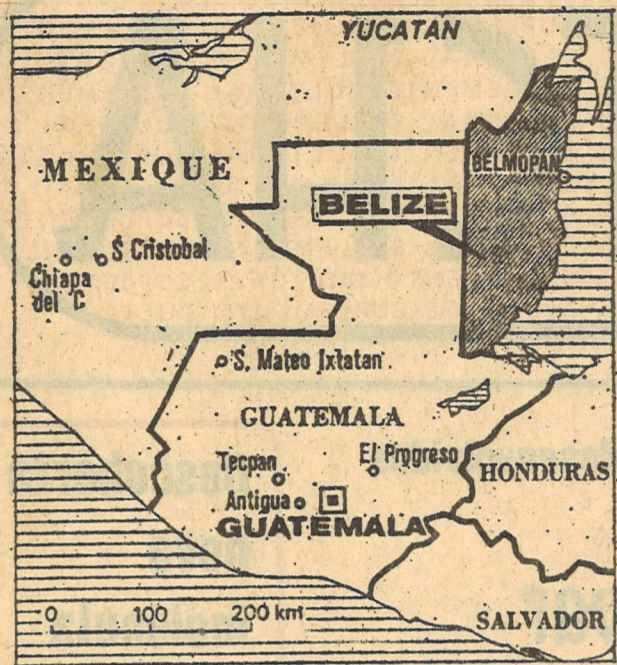 YUCATAN
MEXIQUE
BELMOPAN
BELIZE
S Cristobal
Chiapa
del C
S. Mateo Ixtatan
GUATEMALA
Tecpan
El Progreso
HONDURAS
Antigua
GUATEMALA
0 100 200 km
SALVADOR